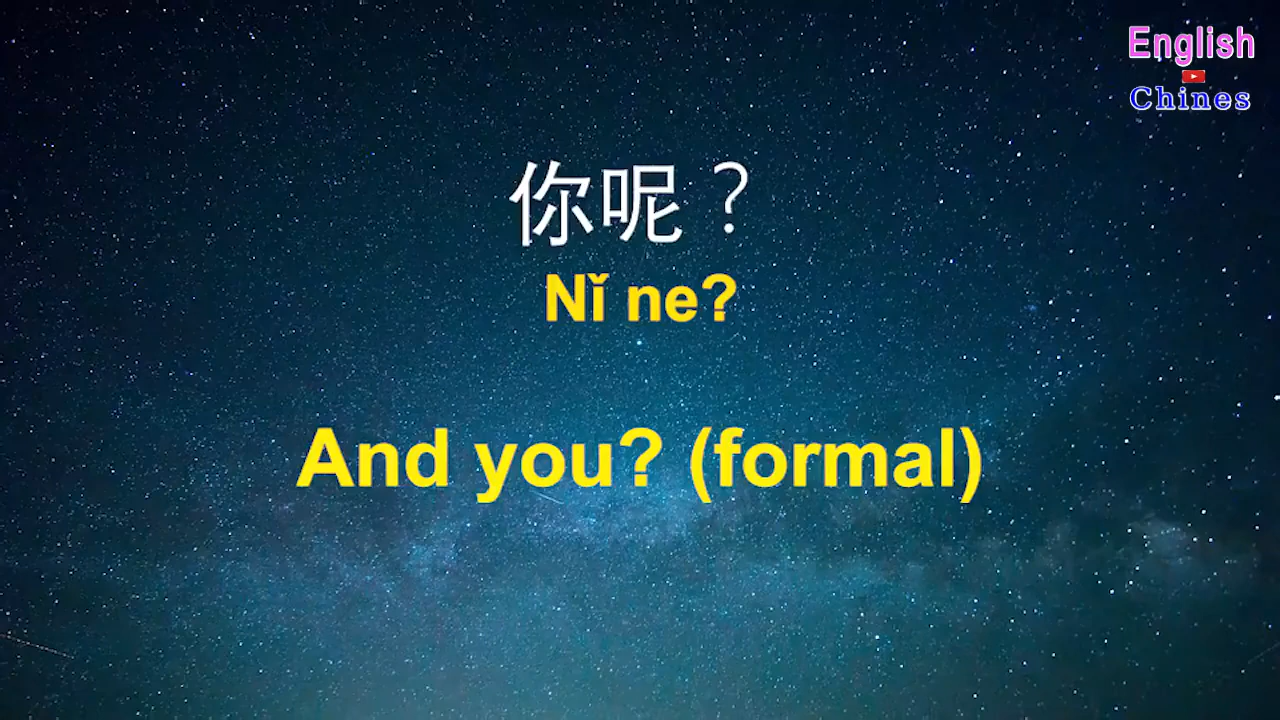 English
Chines
你呢？
Nǐ ne?
And you? (formal)